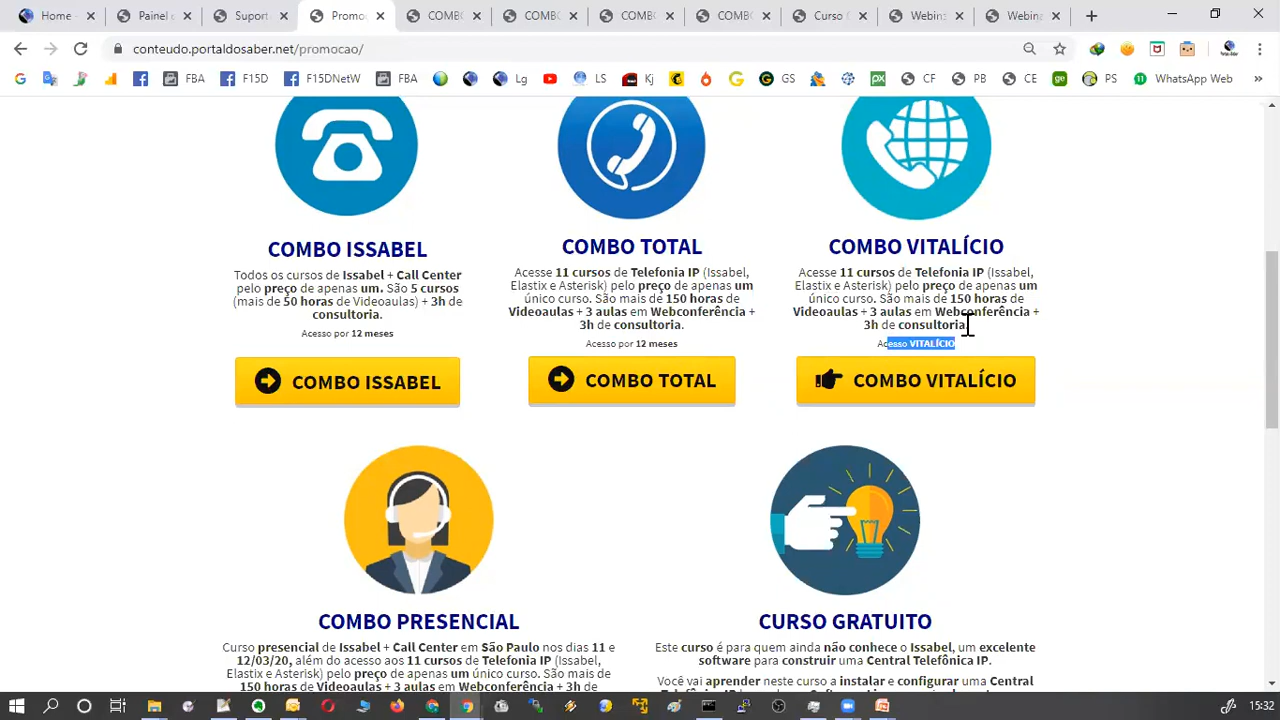 Home -
Painel d
Suport
Promoç
COMBO
COMBO
COMBO
COMBO
Curso G
Webin
Webina
conteudo.portaldosaber.net/promocao/
FBA
F15D
F15DNetW
FBA
Lg
LS
Kj
GS
CF
PB
CE
PS
WhatsApp Web
COMBO ISSABEL
Todos os cursos de Issabel + Call Center
pelo preço de apenas um. São 5 cursos
(mais de 50 horas de Videoaulas) + 3h de
consultoria.
Acesso por 12 meses
COMBO ISSABEL
COMBO TOTAL
Acesse 11 cursos de Telefonia IP (Issabel,
Elastix e Asterisk) pelo preço de apenas um
único curso. São mais de 150 horas de
Videoaulas + 3 aulas em Webconferência +
3h de consultoria.
Acesso por 12 meses
COMBO TOTAL
COMBO VITALÍCIO
Acesse 11 cursos de Telefonia IP (Issabel,
Elastix e Asterisk) pelo preço de apenas um
único curso. São mais de 150 horas de
Videoaulas + 3 aulas em Webconferência +
3h de consultoria.
Acesso VITALÍCIO
COMBO VITALÍCIO
COMBO PRESENCIAL
Curso presencial de Issabel + Call Center em São Paulo nos dias 11 e
12/03/20, além do acesso aos 11 cursos de Telefonia IP (Issabel,
Elastix e Asterisk) pelo preço de apenas um único curso. São mais de
150 horas de Videoaulas + 3 aulas em Webconferência + 3h de
CURSO GRATUITO
Este curso é para quem ainda não conhece o Issabel, um excelente
software para construir uma Central Telefônica IP.
Você vai aprender neste curso a instalar e configurar uma Central
15:32